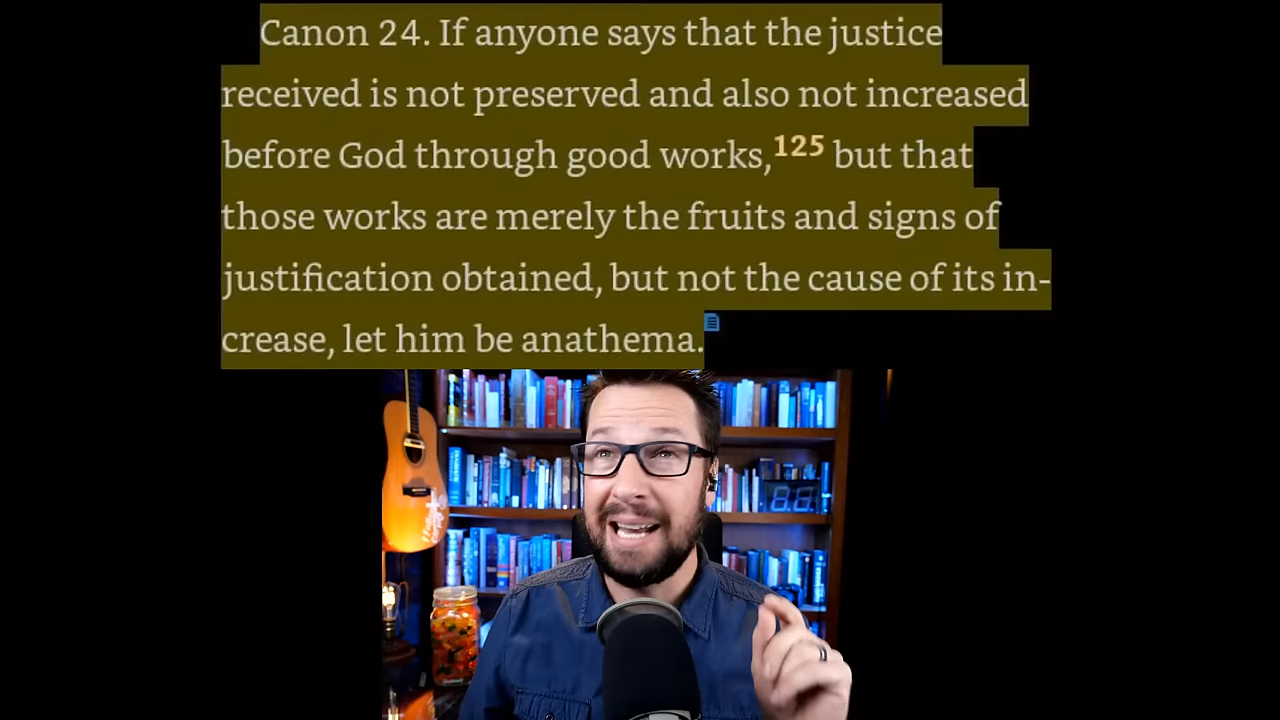 Canon 24. If anyone says that the justice
received is not preserved and also not increased
before God through good works,125 but that
those works are merely the fruits and signs of
justification obtained, but not the cause of its in-
crease, let him be anathema.